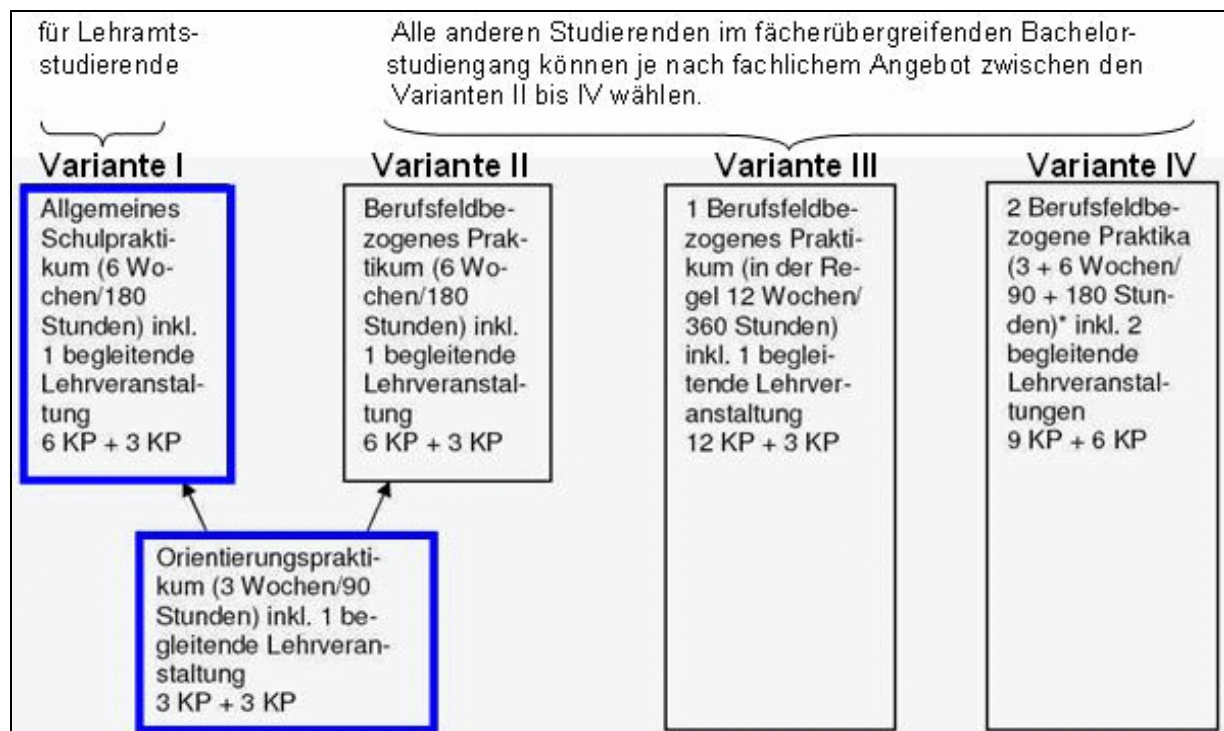 für Lehramts-
studierende
Alle anderen Studierenden im fächerübergreifenden Bachelor-
studiengang können je nach fachlichem Angebot zwischen den
Varianten II bis IV wählen.
Variante I
Allgemeines
Schulprakti-
kum (6 Wo-
chen/180
Stunden) inkl.
1 begleitende
Lehrveranstal-
tung
6 KP + 3 KP
Variante II
Berufsfeldbe-
zogenes Prak-
tikum (6 Wo-
chen/180
Stunden) inkl.
1 begleitende
Lehrveranstal-
tung
6 KP + 3 KP
Variante III
1 Berufsfeldbe-
zogenes Prakti-
kum (in der Re-
gel 12 Wochen/
360 Stunden)
inkl. 1 beglei-
tende Lehrver-
anstaltung
12 KP + 3 KP
Variante IV
2 Berufsfeldbe-
zogene Praktika
(3 + 6 Wochen/
90 + 180 Stun-
den)* inkl. 2
begleitende
Lehrveranstal-
tungen
9 KP + 6 KP
Orientierungsprakti-
kum (3 Wochen/90
Stunden) inkl. 1 be-
gleitende Lehrveran-
staltung
3 KP + 3 KP